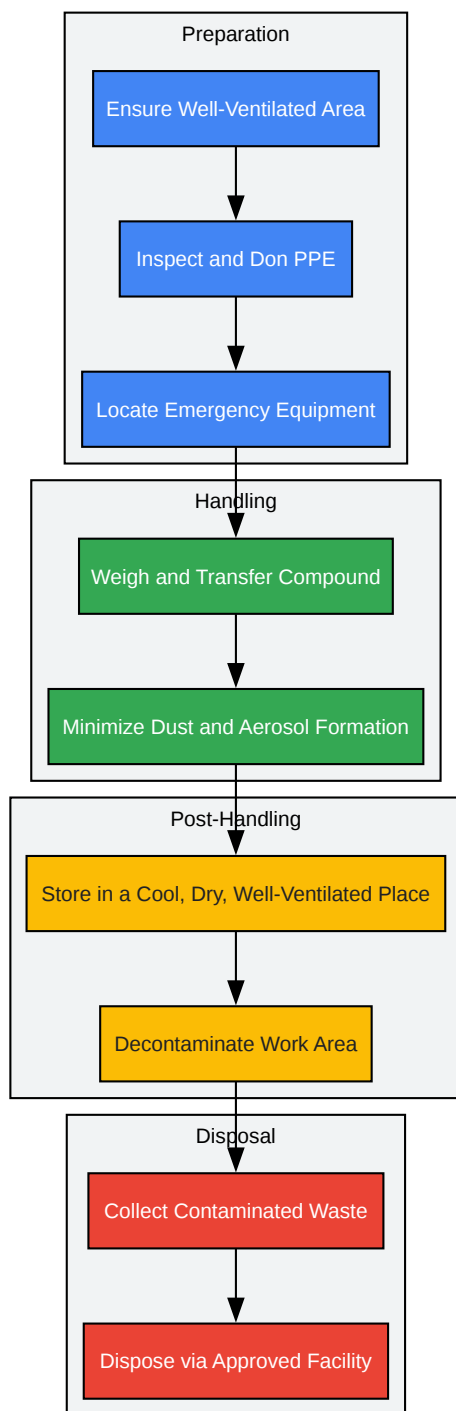 Preparation
Ensure Well-Ventilated Area
Inspect and Don PPE
Locate Emergency Equipment
Handling
Weigh and Transfer Compound
Minimize Dust and Aerosol Formation
Post-Handling
Store in a Cool, Dry, Well-Ventilated Place
Decontaminate Work Area
Disposal
Collect Contaminated Waste
Dispose via Approved Facility